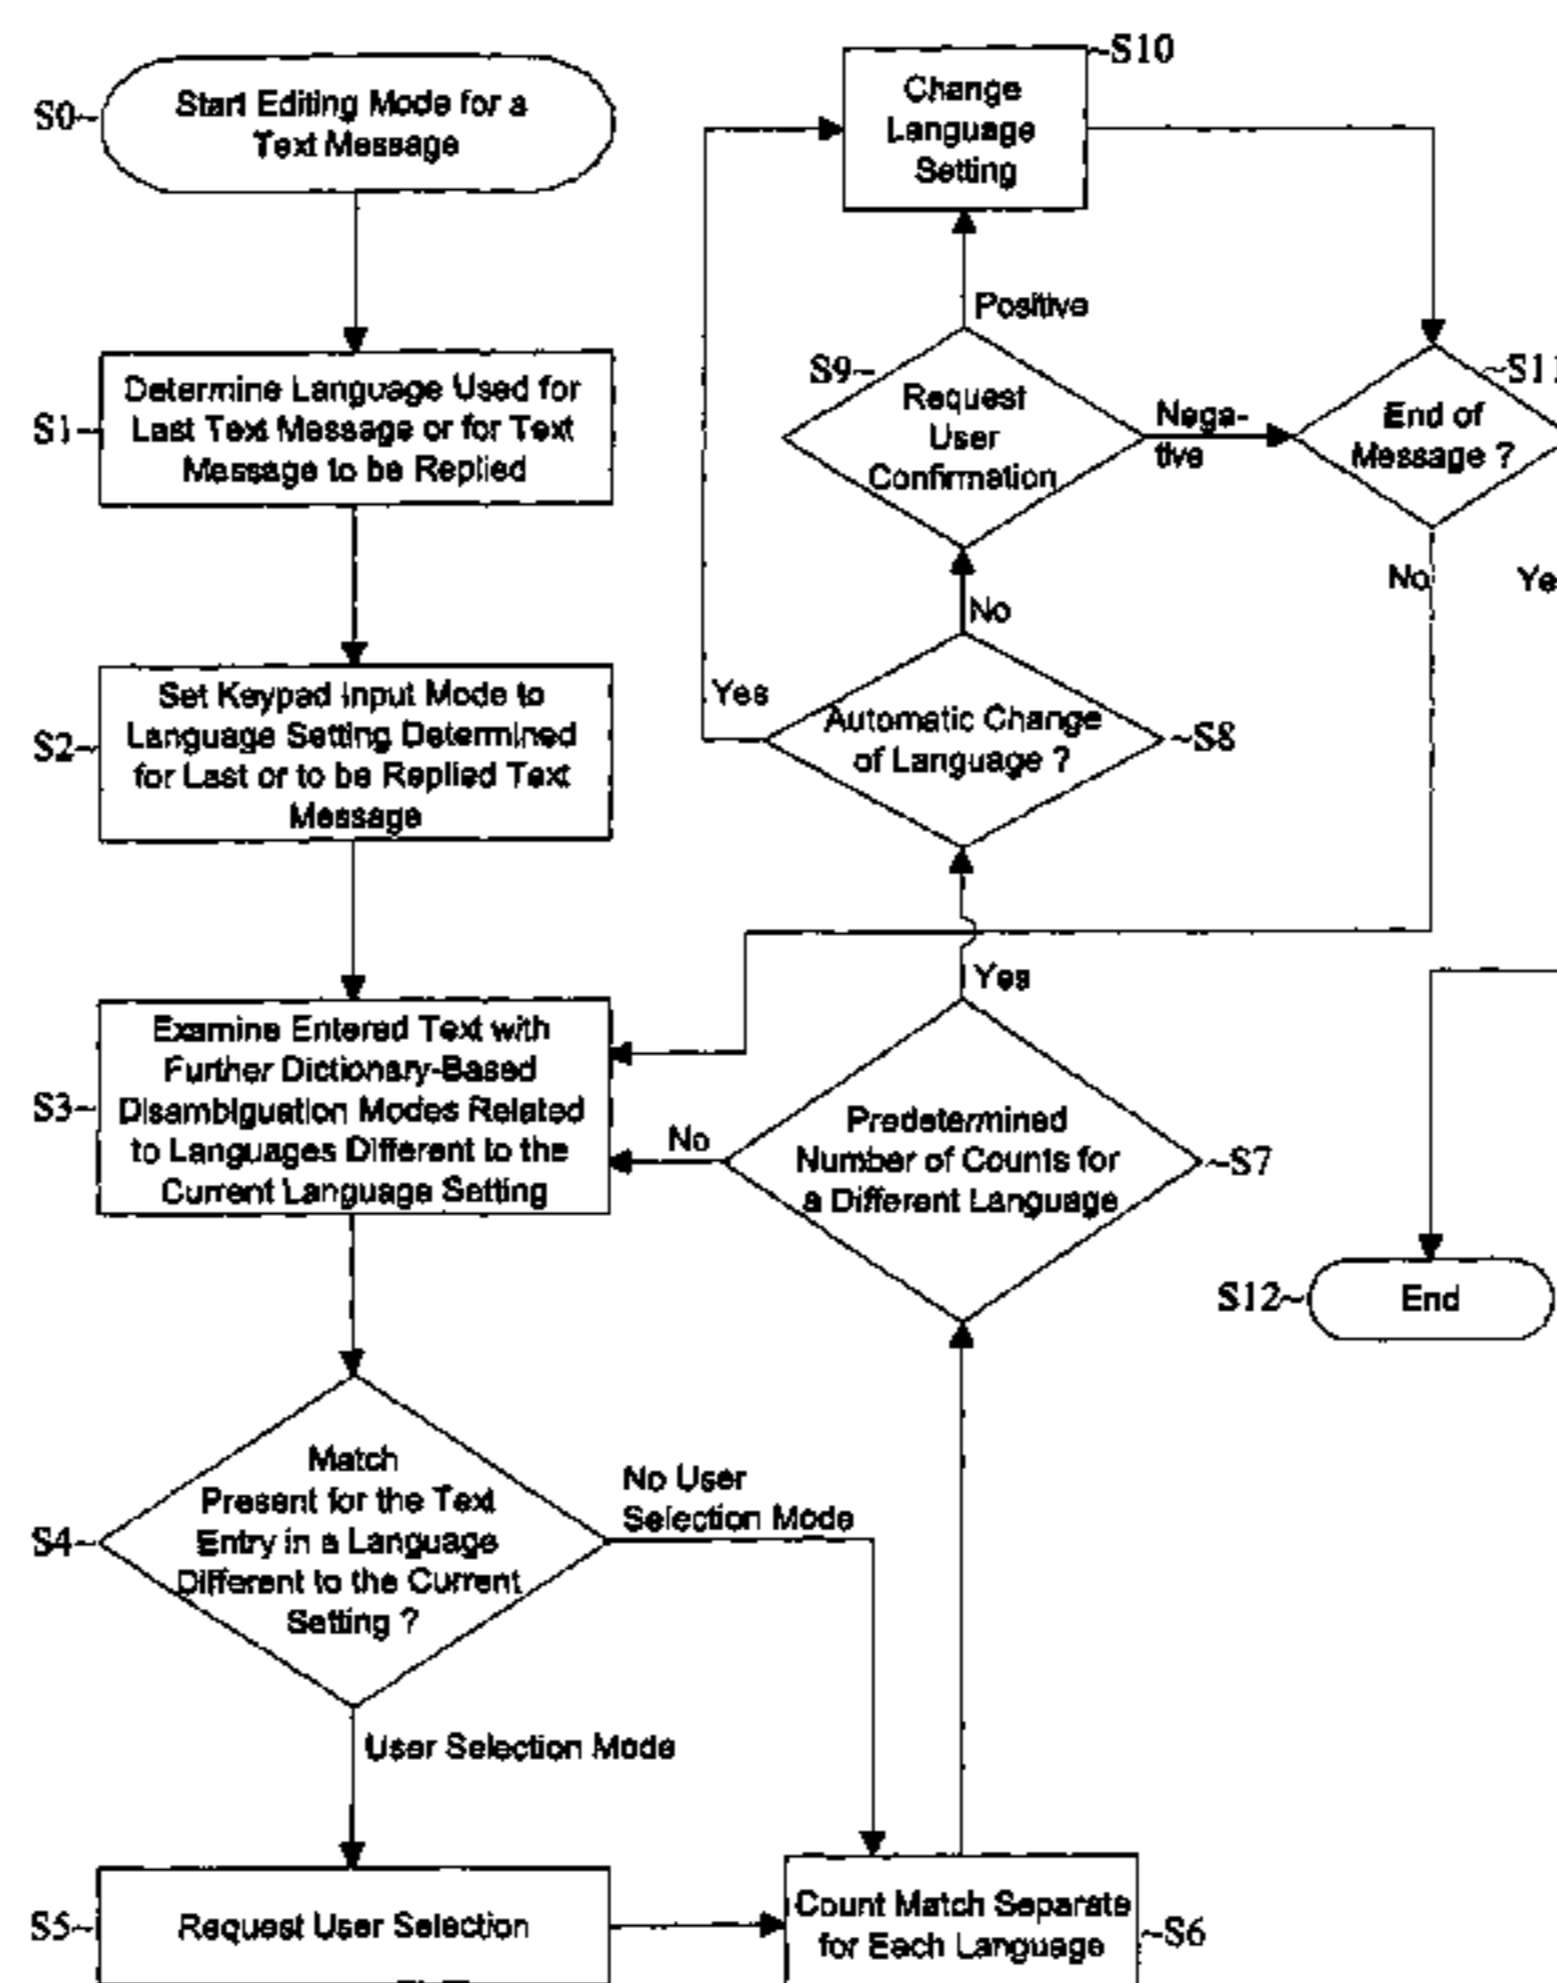 S0~
Start Editing Mode for a
Text Message
S1~
Determine Language Used for
Last Text Message or for Text
Message to be Replied
S2~
Set Keypad Input Mode to
Language Setting Determined
for Last or to be Replied Text
Message
S3~
Examine Entered Text with
Further Dictionary-Based
Disambiguation Modes Related
to Languages Different to the
Current Language Setting
S4~
Match
Present for the Text
Entry in a Language
Different to the Current
Setting ?
No User
Selection Mode
User Selection Mode
S5~
Request User Selection
Count Match Separate
for Each Language
~S6
Predetermined
Number of Counts for
a Different Language
~S7
No
Yes
Automatic Change
of Language ?
~S8
Yes
No
S9~
Request
User
Confirmation
Positive
Nega-
tive
~S10
Change
Language
Setting
~S11
End of
Message ?
No
Ye
S12~
End